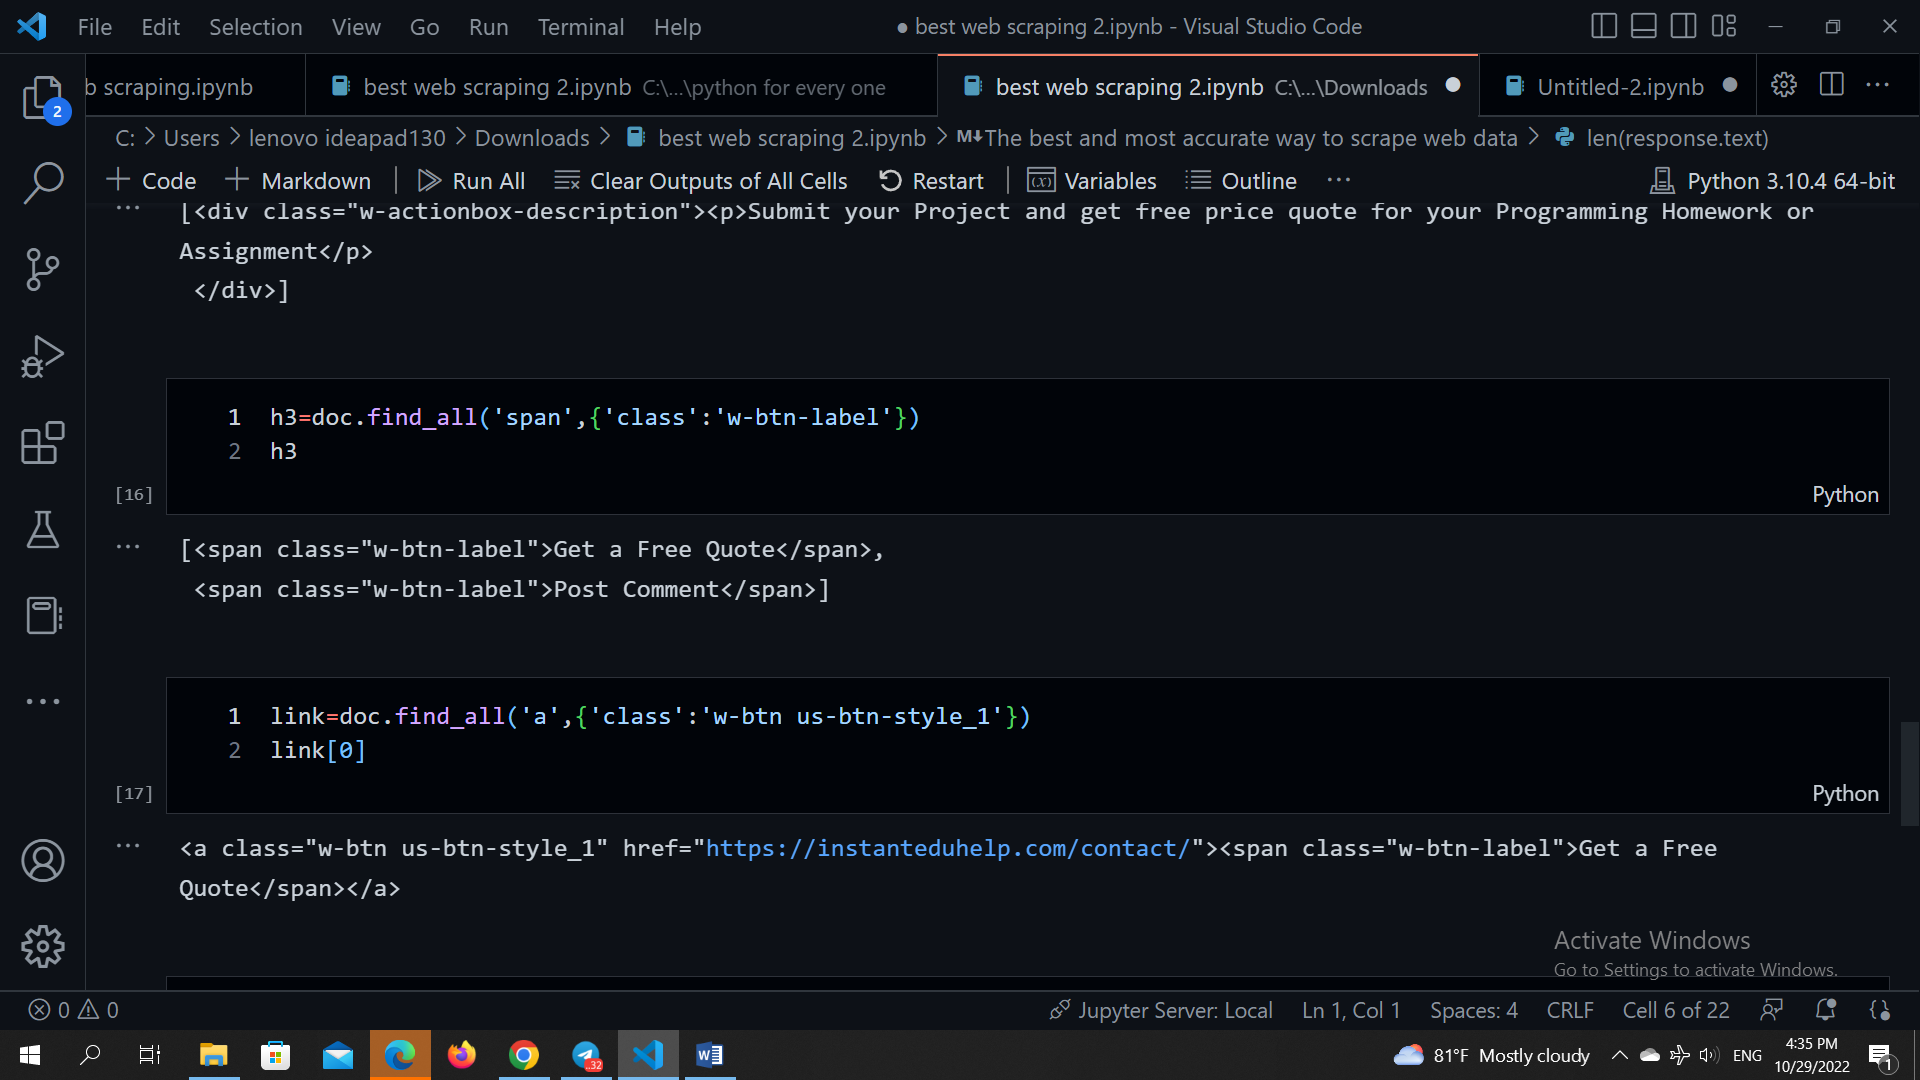 File Edit Selection View Go Run Terminal Help ● best web scraping 2.ipynb - Visual Studio Code
2
b scraping.ipynb best web scraping 2.ipynb C:\...\python for every one best web scraping 2.ipynb C:\...\Downloads Untitled-2.ipynb
C: > Users > lenovo ideapad130 > Downloads > best web scraping 2.ipynb > M↓The best and most accurate way to scrape web data > len(response.text)
+ Code + Markdown | Run All Clear Outputs of All Cells Restart | Variables Outline ··· Python 3.10.4 64-bit
[<div class="w-actionbox-description"><p>Submit your Project and get free price quote for your Programming Homework or
Assignment</p>
</div>]
1 h3=doc.find_all('span',{'class':'w-btn-label'})
2 h3
[16] Python
[<span class="w-btn-label">Get a Free Quote</span>,
<span class="w-btn-label">Post Comment</span>]
1 link=doc.find_all('a',{'class':'w-btn us-btn-style_1'})
2 link[0]
[17] Python
<a class="w-btn us-btn-style_1" href="https://instanteduhelp.com/contact/"><span class="w-btn-label">Get a Free
Quote</span></a>
Activate Windows
Go to Settings to activate Windows.
0 0 Jupyter Server: Local Ln 1, Col 1 Spaces: 4 CRLF Cell 6 of 22
..32 81°F Mostly cloudy ENG 4:35 PM
10/29/2022 1